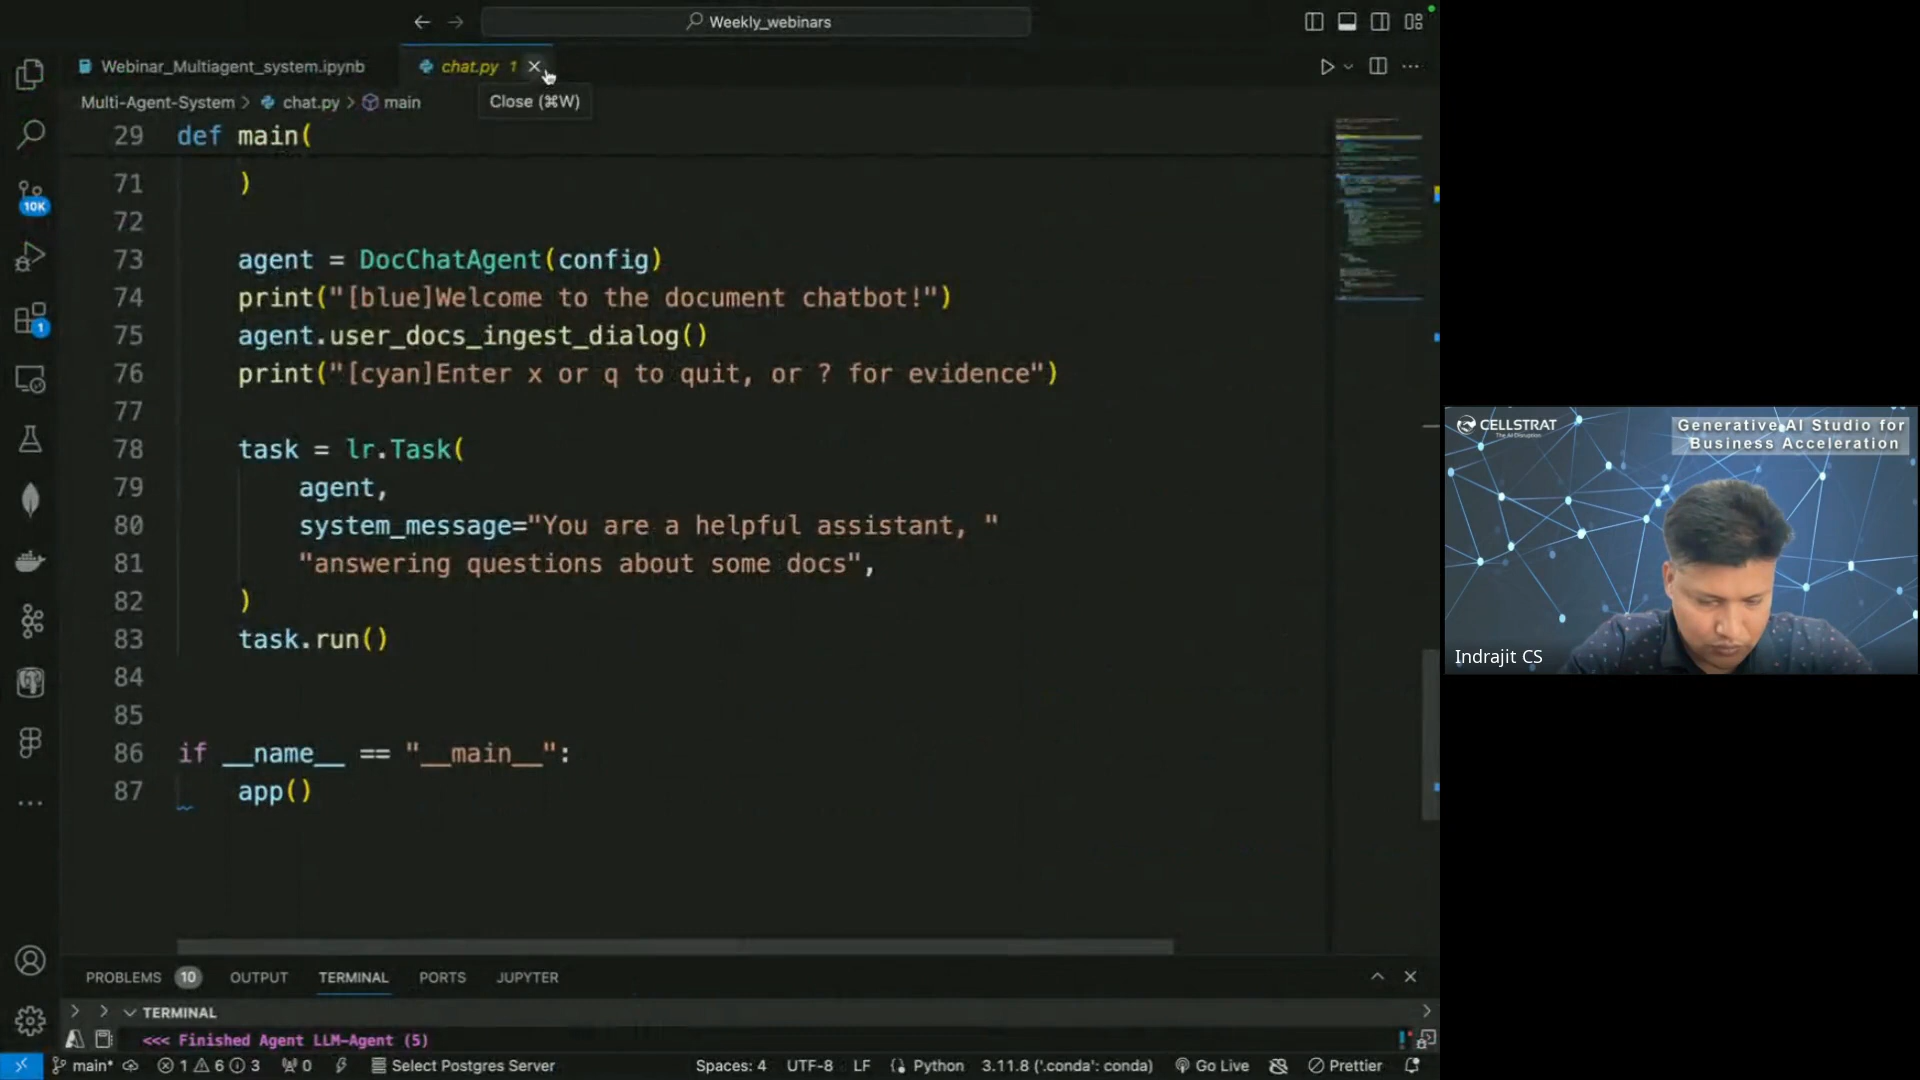 Weekly_webinars
Webinar_Multiagent_system.ipynb
chat.py 1
Multi-Agent-System > chat.py > main
Close (⌘W)
29 def main(
71 )
72
73 agent = DocChatAgent(config)
74 print("[blue]Welcome to the document chatbot!")
75 agent.user_docs_ingest_dialog()
76 print("[cyan]Enter x or q to quit, or ? for evidence")
77
78 task = lr.Task(
79 agent,
80 system_message="You are a helpful assistant, "
81 "answering questions about some docs",
82 )
83 task.run()
84
85
86 if __name__ == "__main__":
87 app()
10K
1
PROBLEMS 10 OUTPUT TERMINAL PORTS JUPYTER
TERMINAL
<<< Finished Agent LLM-Agent (5)
main* 1 6 3 0 Select Postgres Server Spaces: 4 UTF-8 LF Python 3.11.8 ('.conda': conda) Go Live Prettier
CELLSTRAT
Generative AI Studio for
Business Acceleration
Indrajit CS